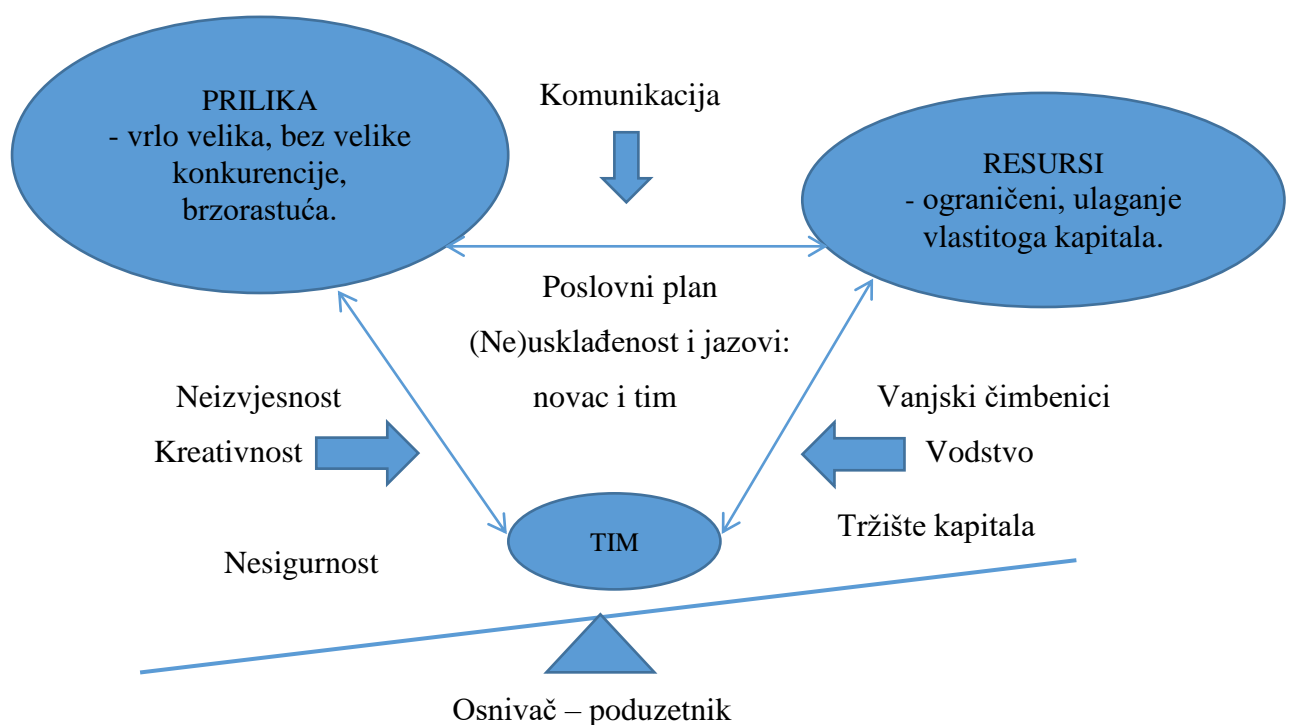 PRILIKA
- vrlo velika, bez velike
konkurencije,
brzorastuća.
Komunikacija
RESURSI
- ograničeni, ulaganje
vlastitoga kapitala.
Poslovni plan
(Ne)usklađenost i jazovi:
novac i tim
Neizvjesnost
Kreativnost
Vanjski čimbenici
Vodstvo
Tržište kapitala
TIM
Nesigurnost
Osnivač – poduzetnik